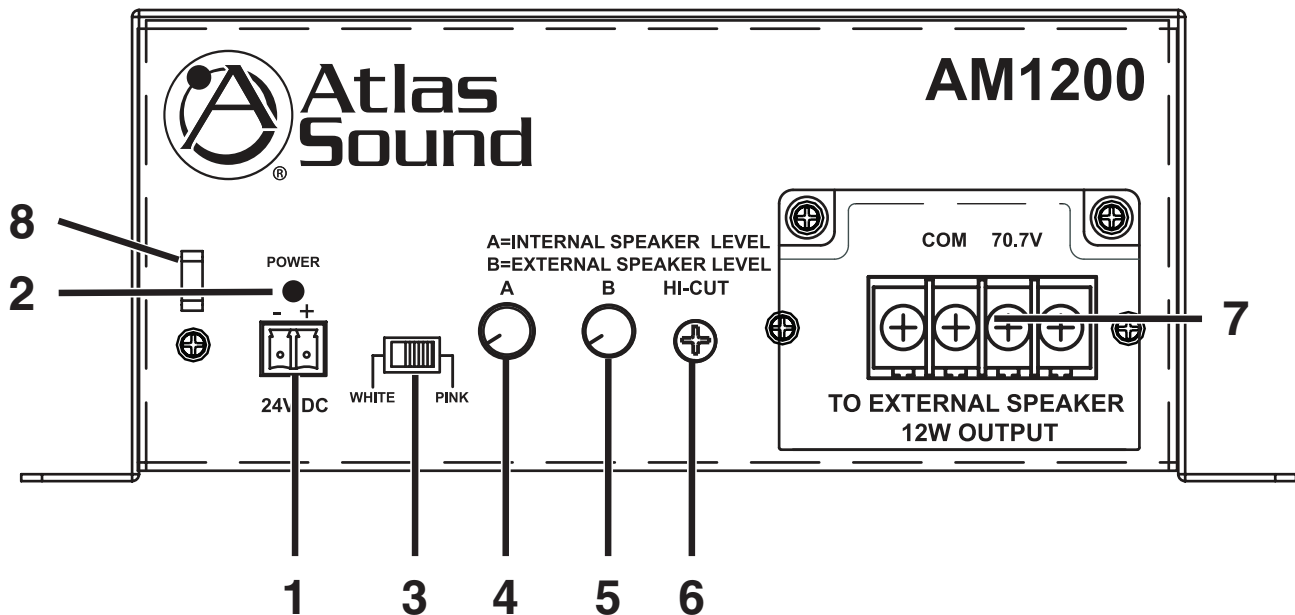 Atlas
Sound
®
AM1200
8
2
POWER
- +
24V DC
WHITE PINK
A=INTERNAL SPEAKER LEVEL
B=EXTERNAL SPEAKER LEVEL
A B HI-CUT
COM 70.7V
7
TO EXTERNAL SPEAKER
12W OUTPUT
1 3 4 5 6